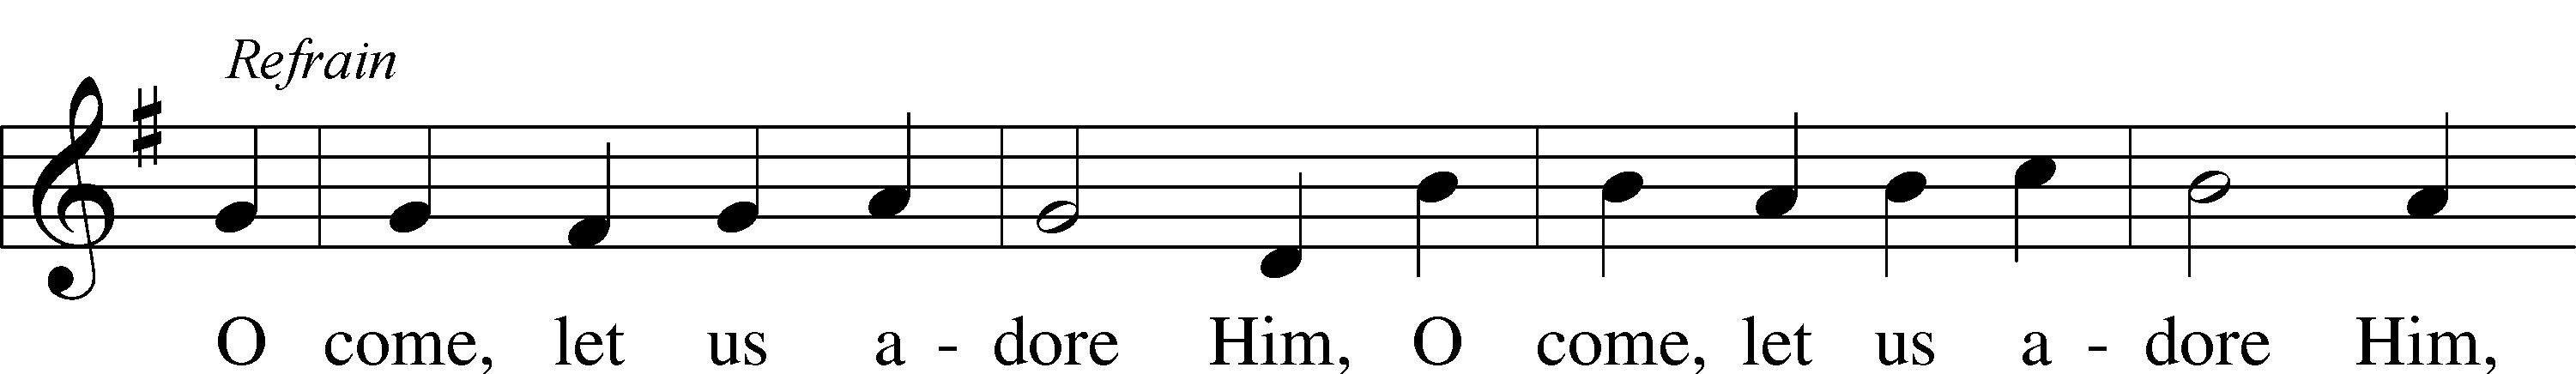 Refrain
O come, let us a - dore Him, O come, let us a - dore Him,